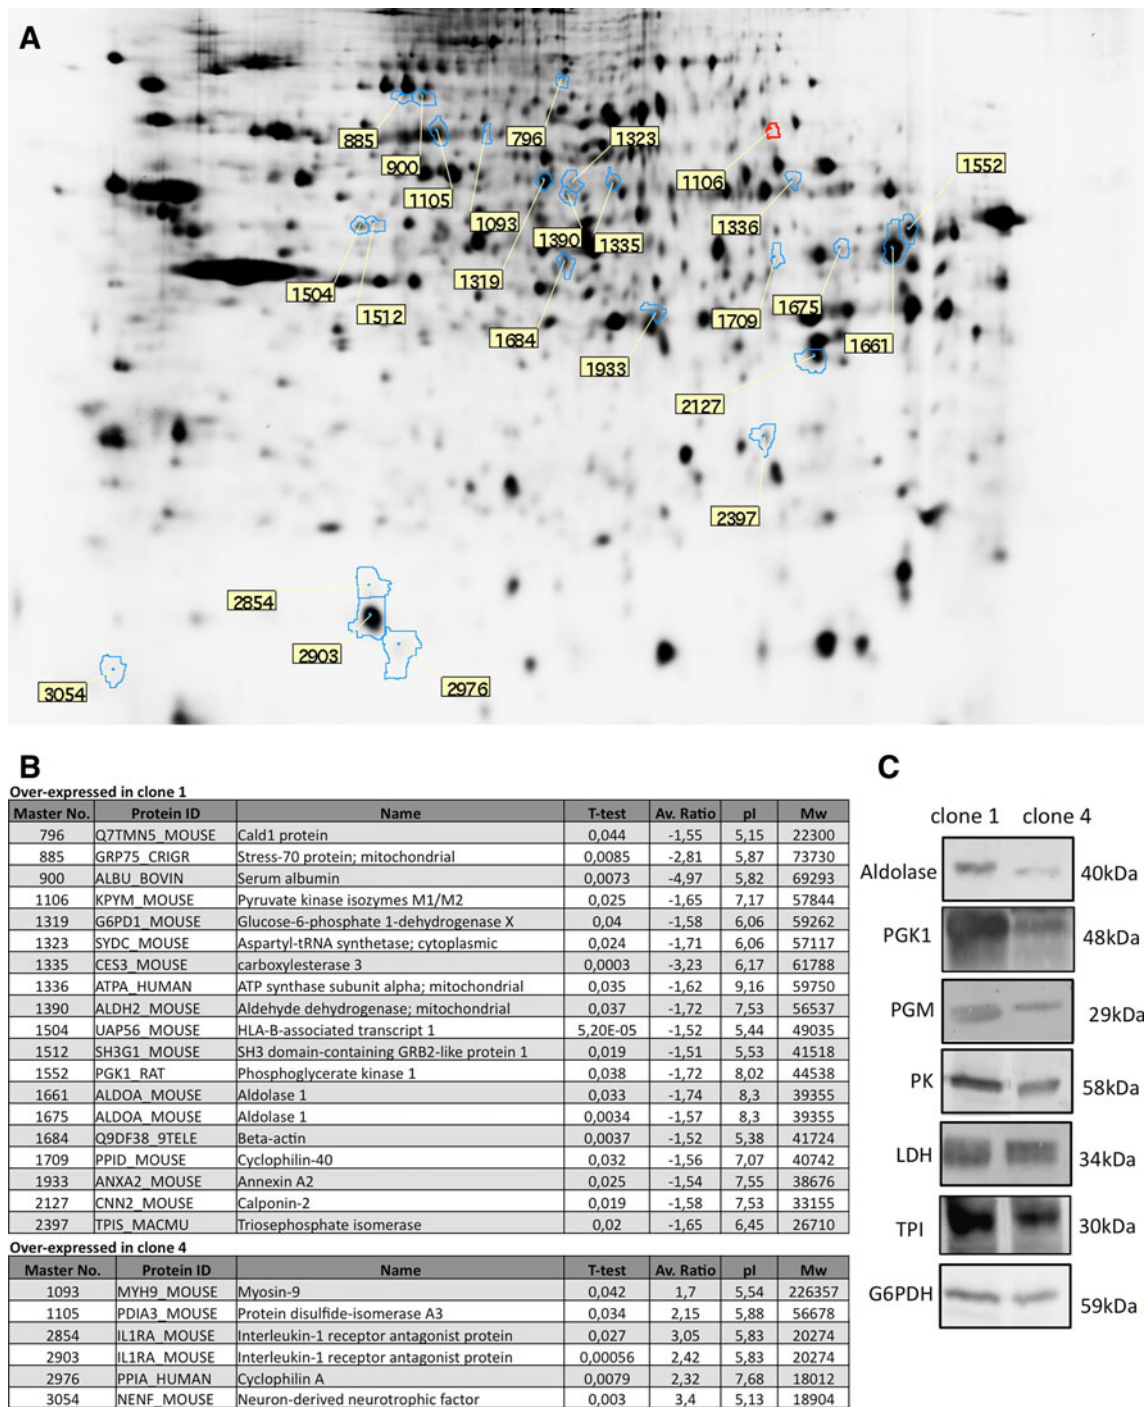 A
885
900
1105
1093
796
1323
1106
1552
1336
1390
1335
1319
1504
1512
1684
1933
1709
1675
1661
2127
2397
2854
2903
2976
3054
B
Over-expressed in clone 1
Master No. Protein ID Name T-test Av. Ratio pI Mw
796 Q7TMN5_MOUSE Cald1 protein 0,044 -1,55 5,15 22300
885 GRP75_CRIGR Stress-70 protein; mitochondrial 0,0085 -2,81 5,87 73730
900 ALBU_BOVIN Serum albumin 0,0073 -4,97 5,82 69293
1106 KPYM_MOUSE Pyruvate kinase isozymes M1/M2 0,025 -1,65 7,17 57844
1319 G6PD1_MOUSE Glucose-6-phosphate 1-dehydrogenase X 0,04 -1,58 6,06 59262
1323 SYDC_MOUSE Aspartyl-tRNA synthetase; cytoplasmic 0,024 -1,71 6,06 57117
1335 CES3_MOUSE carboxylesterase 3 0,0003 -3,23 6,17 61788
1336 ATPA_HUMAN ATP synthase subunit alpha; mitochondrial 0,035 -1,62 9,16 59750
1390 ALDH2_MOUSE Aldehyde dehydrogenase; mitochondrial 0,037 -1,72 7,53 56537
1504 UAP56_MOUSE HLA-B-associated transcript 1 5,20E-05 -1,52 5,44 49035
1512 SH3G1_MOUSE SH3 domain-containing GRB2-like protein 1 0,019 -1,51 5,53 41518
1552 PGK1_RAT Phosphoglycerate kinase 1 0,038 -1,72 8,02 44538
1661 ALDOA_MOUSE Aldolase 1 0,033 -1,74 8,3 39355
1675 ALDOA_MOUSE Aldolase 1 0,0034 -1,57 8,3 39355
1684 Q9DF38_9TELE Beta-actin 0,0037 -1,52 5,38 41724
1709 PPID_MOUSE Cyclophilin-40 0,032 -1,56 7,07 40742
1933 ANXA2_MOUSE Annexin A2 0,025 -1,54 7,55 38676
2127 CNN2_MOUSE Calponin-2 0,019 -1,58 7,53 33155
2397 TPIS_MACMU Triosephosphate isomerase 0,02 -1,65 6,45 26710
Over-expressed in clone 4
Master No. Protein ID Name T-test Av. Ratio pI Mw
1093 MYH9_MOUSE Myosin-9 0,042 1,7 5,54 226357
1105 PDIA3_MOUSE Protein disulfide-isomerase A3 0,034 2,15 5,88 56678
2854 IL1RA_MOUSE Interleukin-1 receptor antagonist protein 0,027 3,05 5,83 20274
2903 IL1RA_MOUSE Interleukin-1 receptor antagonist protein 0,00056 2,42 5,83 20274
2976 PPIA_HUMAN Cyclophilin A 0,0079 2,32 7,68 18012
3054 NENF_MOUSE Neuron-derived neurotrophic factor 0,003 3,4 5,13 18904
C
clone 1 clone 4
Aldolase 40kDa
PGK1 48kDa
PGM 29kDa
PK 58kDa
LDH 34kDa
TPI 30kDa
G6PDH 59kDa